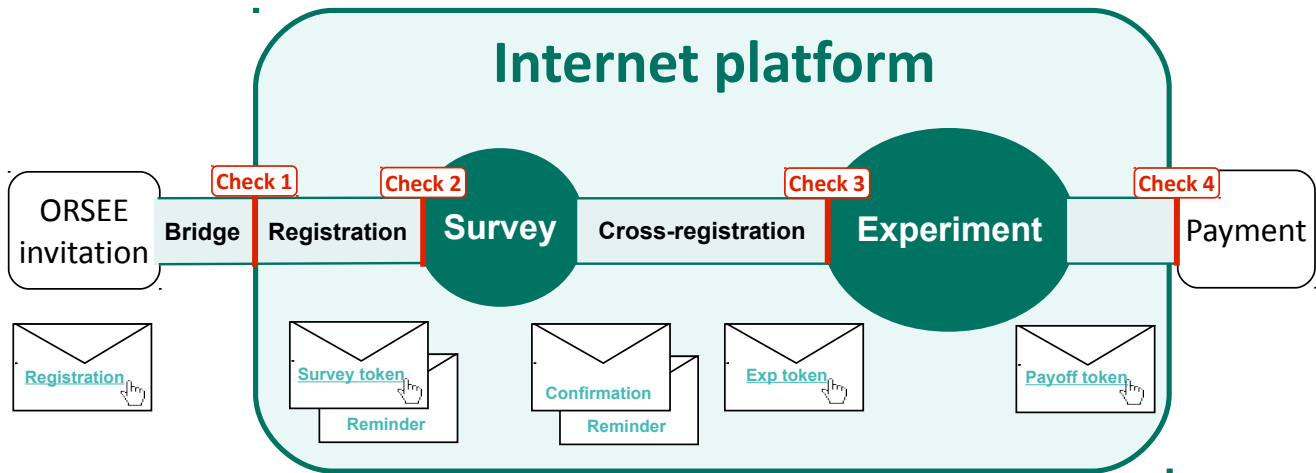 Internet platform
Check 1
Check 2
Check 3
Check 4
ORSEE
invitation
Bridge
Registration
Survey
Cross-registration
Experiment
Payment
Registration
Survey token
Reminder
Confirmation
Reminder
Exp token
Payoff token